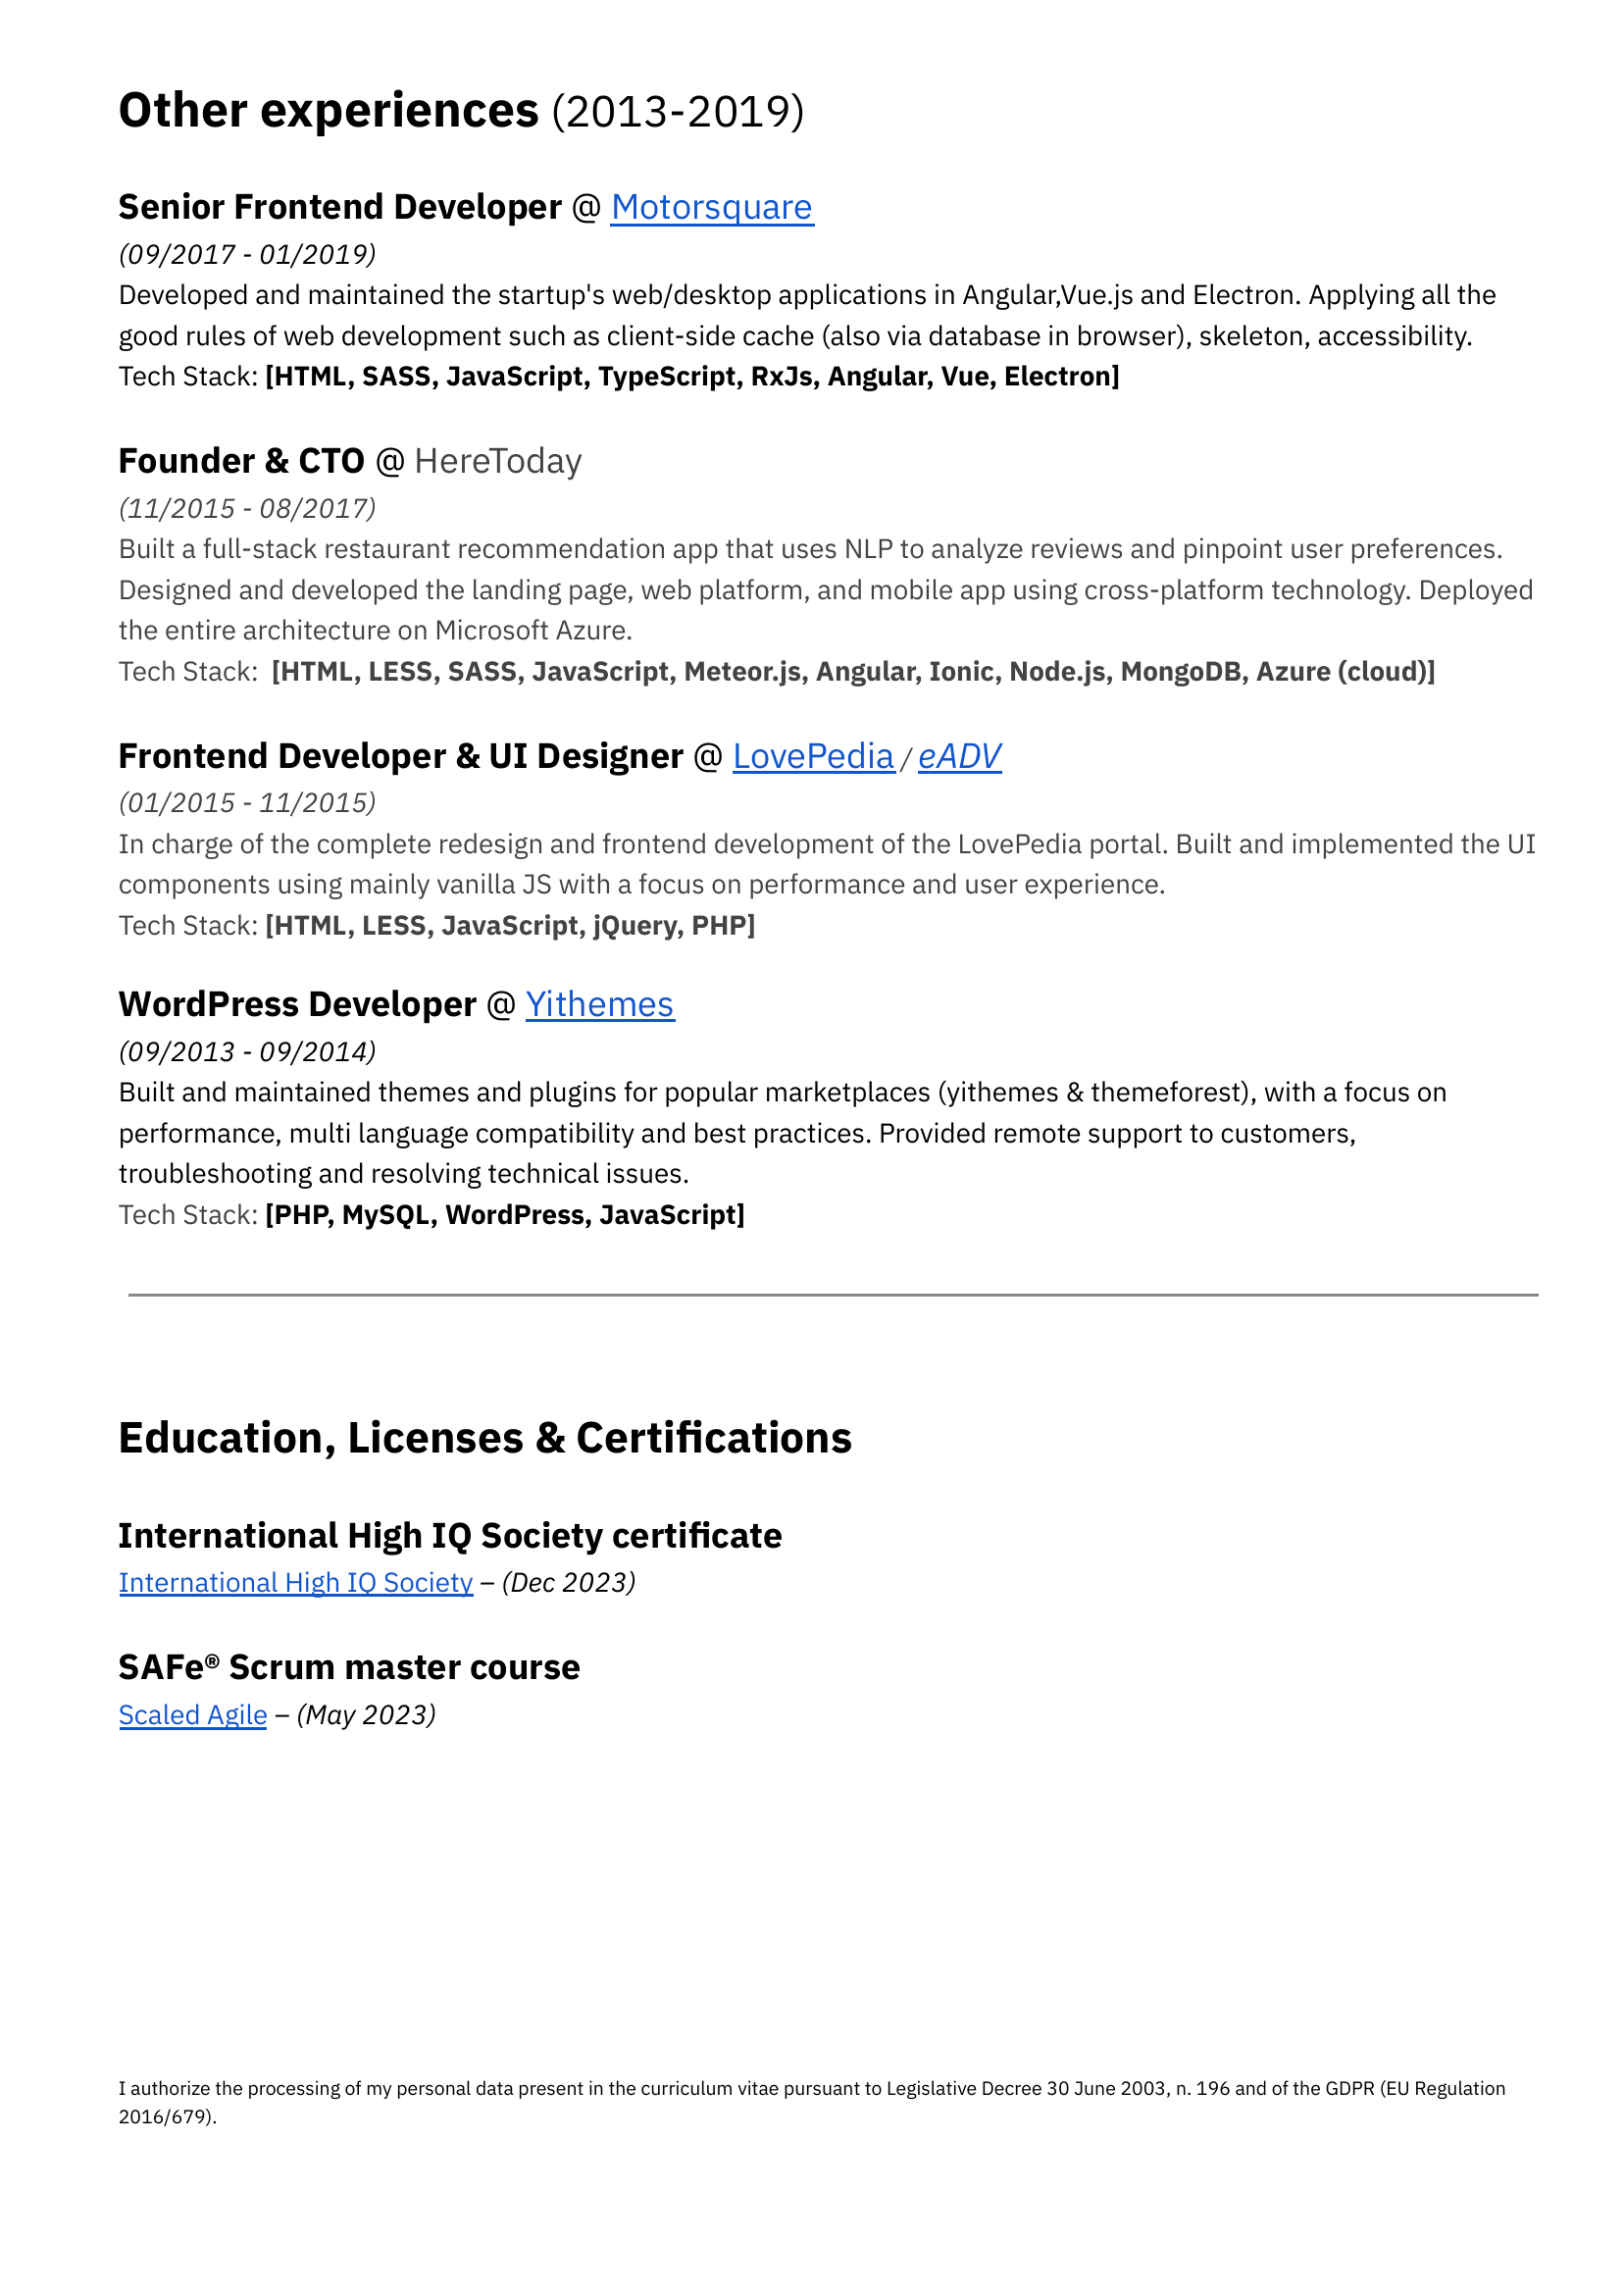 Other experiences (2013-2019)
Senior Frontend Developer @ Motorsquare
(09/2017 - 01/2019)
Developed and maintained the startup's web/desktop applications in Angular,Vue.js and Electron. Applying all the
good rules of web development such as client-side cache (also via database in browser), skeleton, accessibility.
Tech Stack: [HTML, SASS, JavaScript, TypeScript, RxJs, Angular, Vue, Electron]
Founder & CTO @ HereToday
(11/2015 - 08/2017)
Built a full-stack restaurant recommendation app that uses NLP to analyze reviews and pinpoint user preferences.
Designed and developed the landing page, web platform, and mobile app using cross-platform technology. Deployed
the entire architecture on Microsoft Azure.
Tech Stack: [HTML, LESS, SASS, JavaScript, Meteor.js, Angular, Ionic, Node.js, MongoDB, Azure (cloud)]
Frontend Developer & UI Designer @ LovePedia / eADV
(01/2015 - 11/2015)
In charge of the complete redesign and frontend development of the LovePedia portal. Built and implemented the UI
components using mainly vanilla JS with a focus on performance and user experience.
Tech Stack: [HTML, LESS, JavaScript, jQuery, PHP]
WordPress Developer @ Yithemes
(09/2013 - 09/2014)
Built and maintained themes and plugins for popular marketplaces (yithemes & themeforest), with a focus on
performance, multi language compatibility and best practices. Provided remote support to customers,
troubleshooting and resolving technical issues.
Tech Stack: [PHP, MySQL, WordPress, JavaScript]
Education, Licenses & Certifications
International High IQ Society certificate
International High IQ Society – (Dec 2023)
SAFe® Scrum master course
Scaled Agile – (May 2023)
I authorize the processing of my personal data present in the curriculum vitae pursuant to Legislative Decree 30 June 2003, n. 196 and of the GDPR (EU Regulation
2016/679).